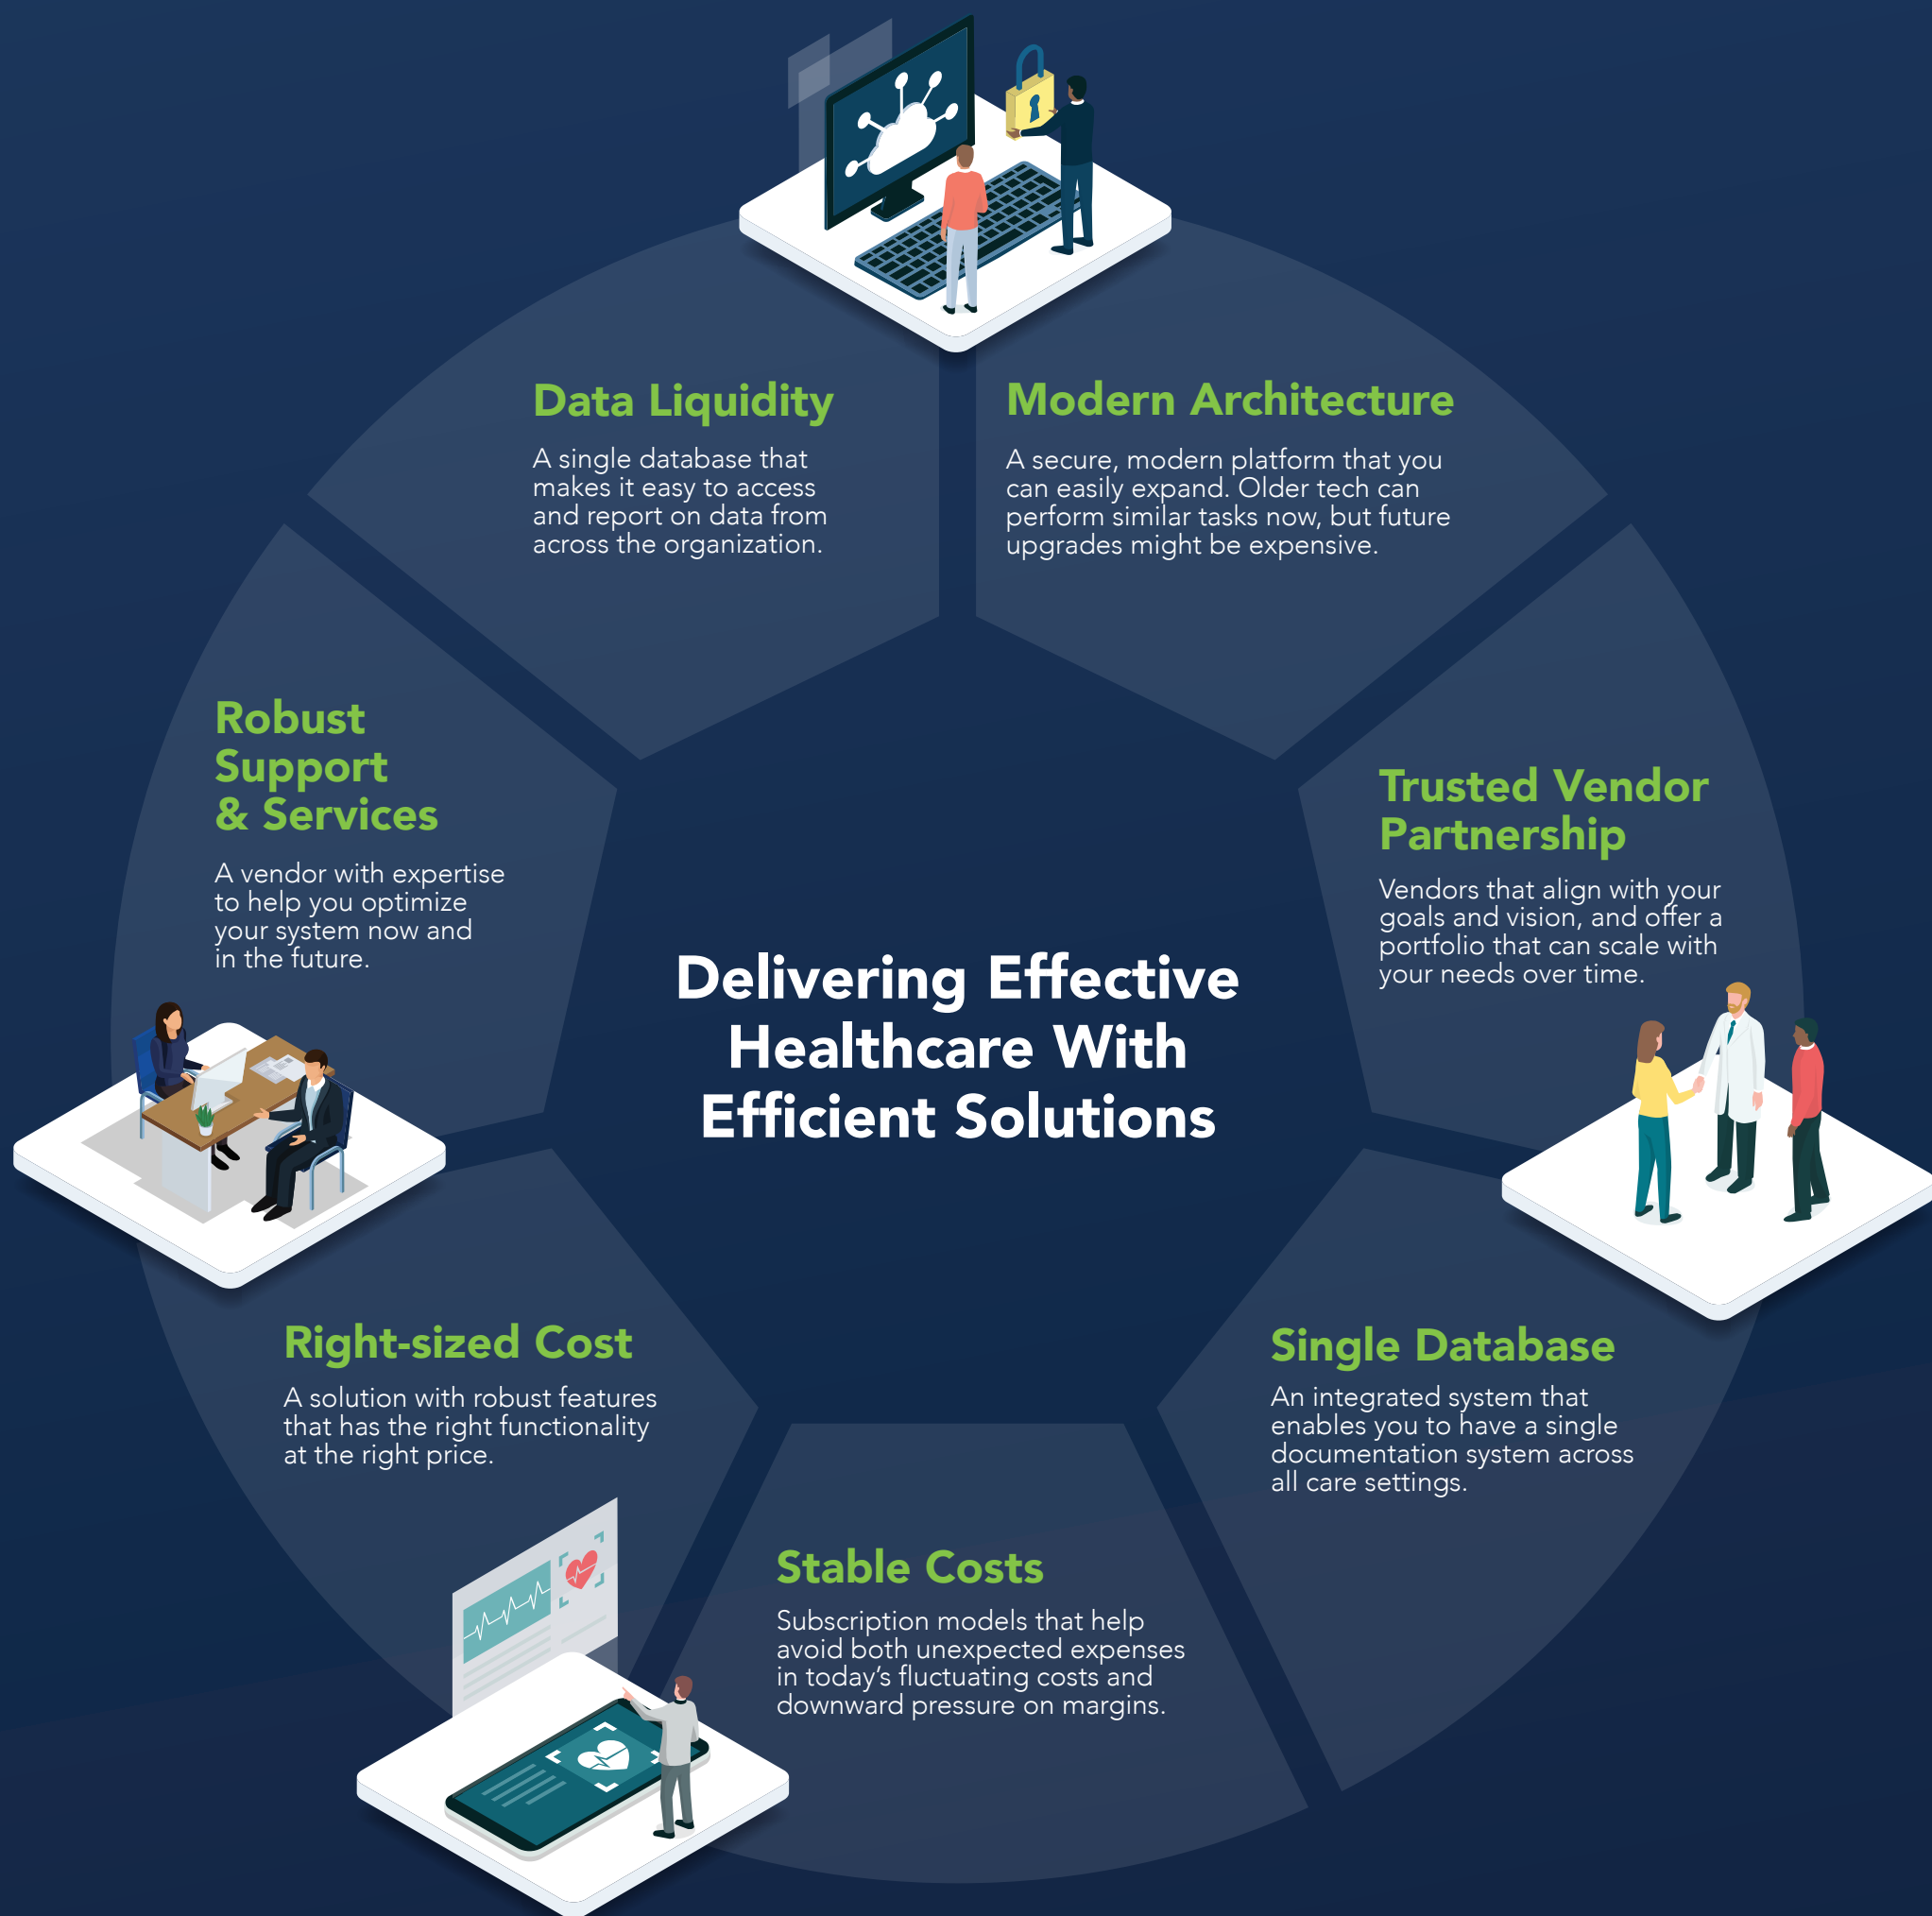 Data Liquidity
A single database that
makes it easy to access
and report on data from
across the organization.
Modern Architecture
A secure, modern platform that you
can easily expand. Older tech can
perform similar tasks now, but future
upgrades might be expensive.
Robust
Support
& Services
A vendor with expertise
to help you optimize
your system now and
in the future.
Trusted Vendor
Partnership
Vendors that align with your
goals and vision, and offer a
portfolio that can scale with
your needs over time.
Delivering Effective
Healthcare With
Efficient Solutions
Right-sized Cost
A solution with robust features
that has the right functionality
at the right price.
Single Database
An integrated system that
enables you to have a single
documentation system across
all care settings.
Stable Costs
Subscription models that help
avoid both unexpected expenses
in today’s fluctuating costs and
downward pressure on margins.